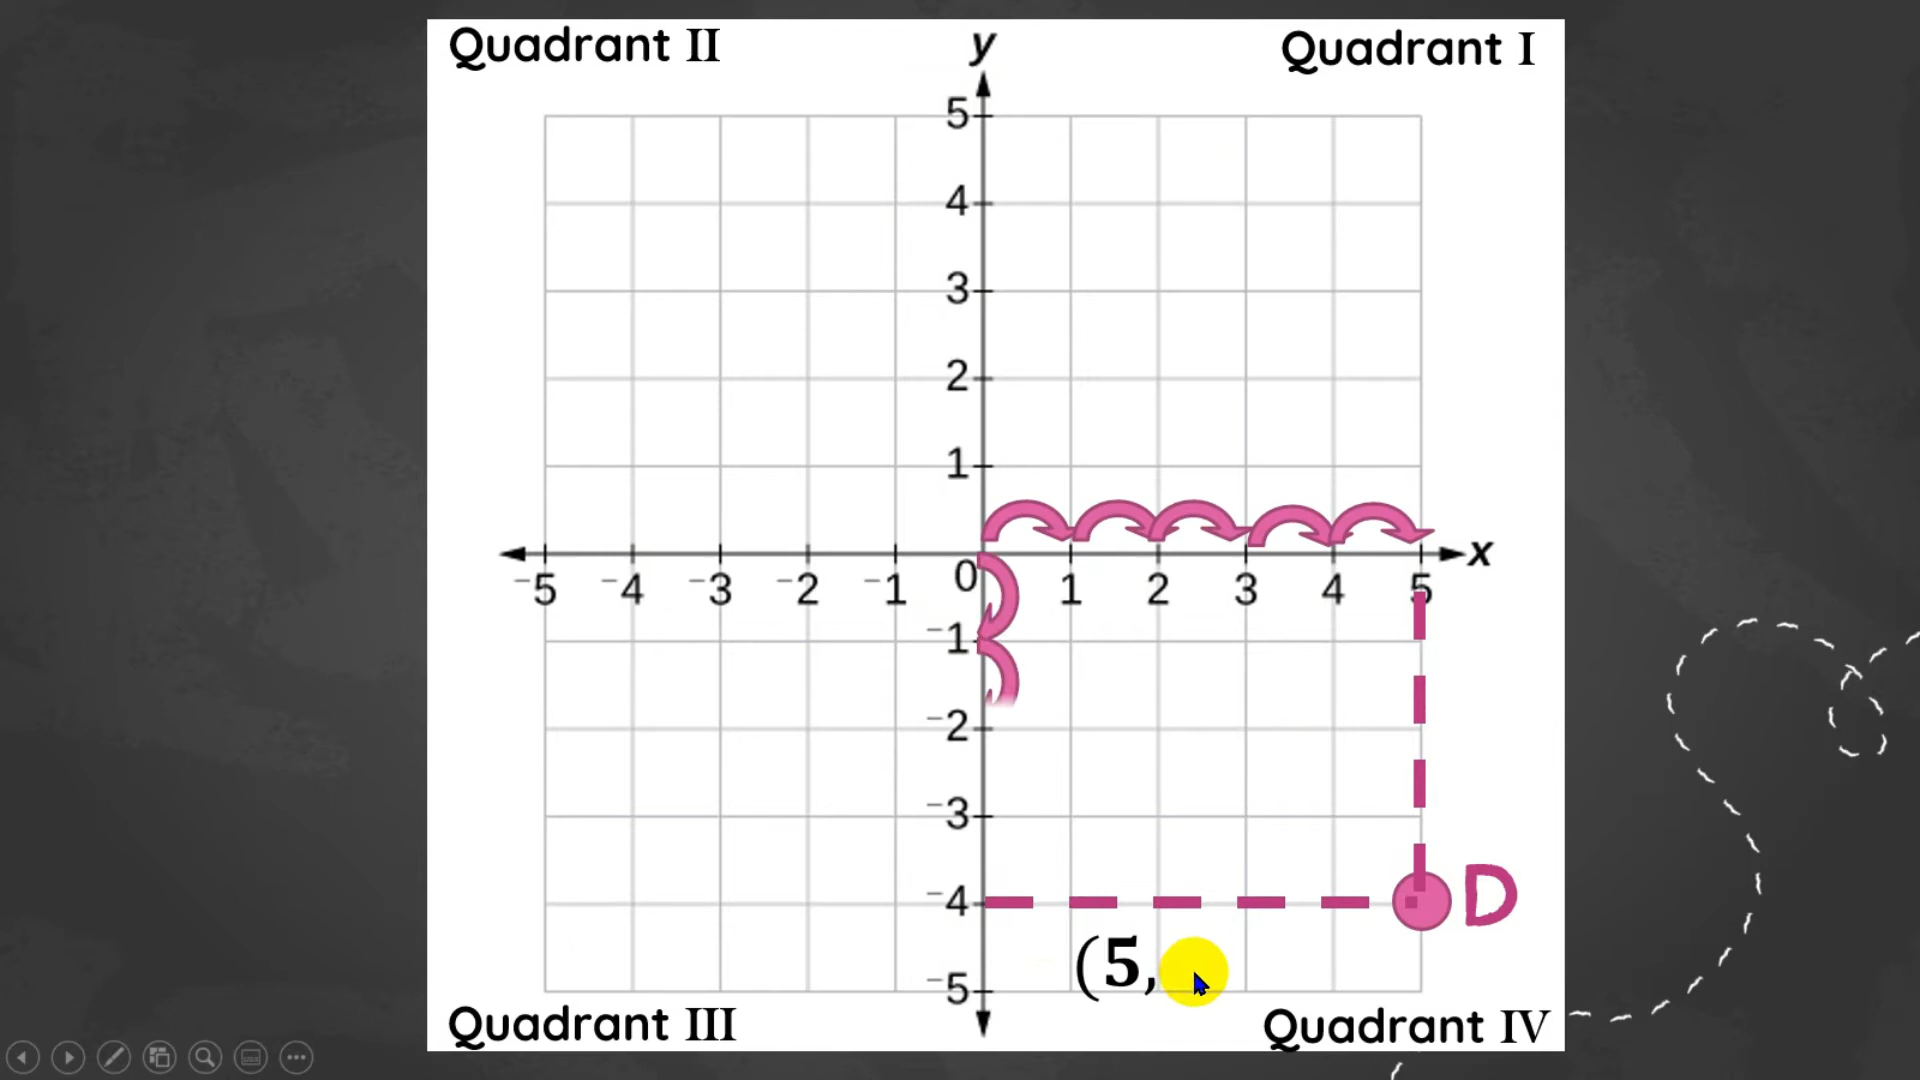 Quadrant II
y
Quadrant I
5
4
3
2
1
x
⁻5 ⁻4 ⁻3 ⁻2 ⁻1 0 1 2 3 4 5
⁻1
⁻2
⁻3
⁻4
D
(5,
⁻5
Quadrant III
Quadrant IV